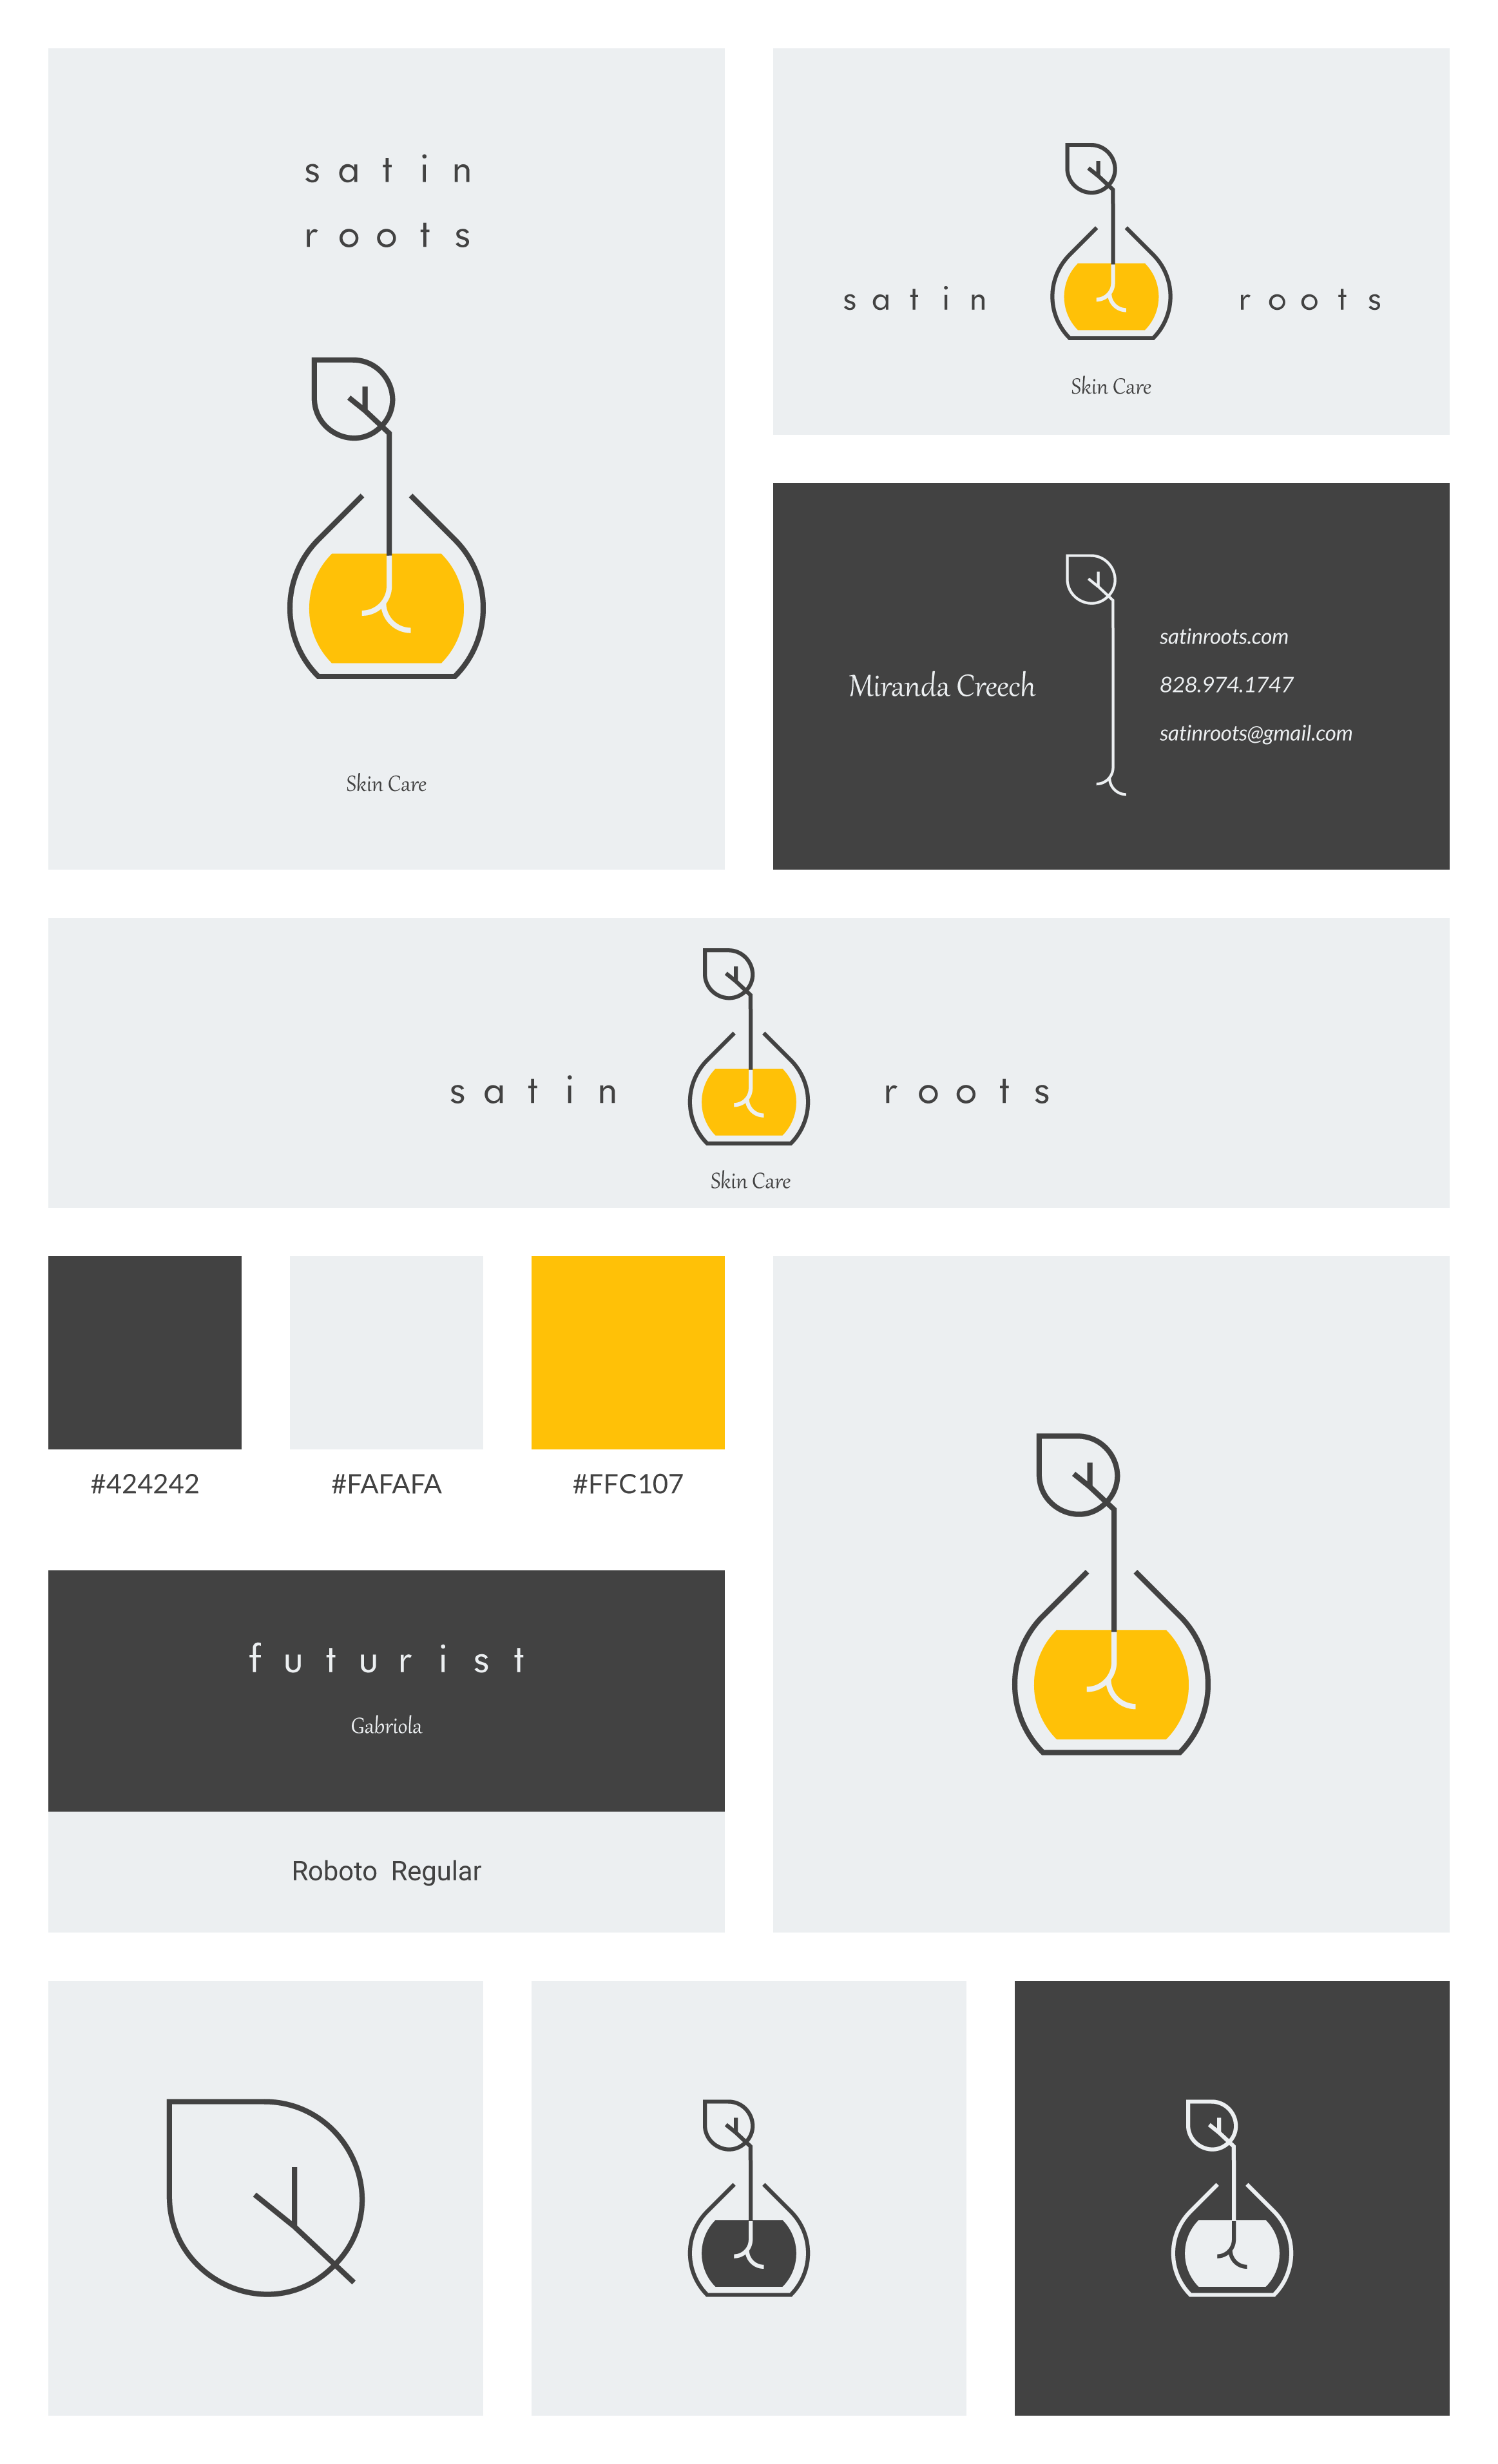 satin
roots
Skin Care
satin roots
Skin Care
Miranda Creech
satinroots.com
828.974.1747
satinroots@gmail.com
satin roots
Skin Care
#424242 #FAFAFA #FFC107
futurist
Gabriola
Roboto Regular